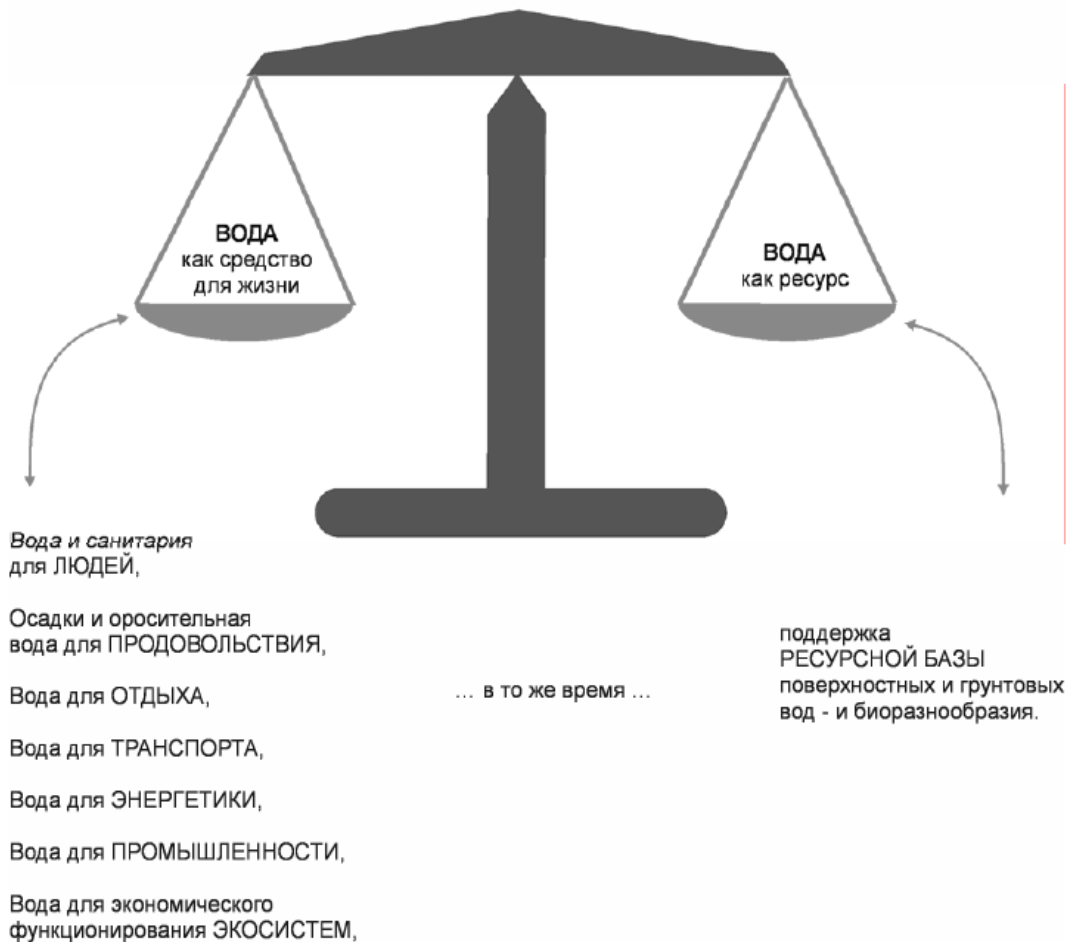 ВОДА
как средство
для жизни
ВОДА
как ресурс
Вода и санитария
для ЛЮДЕЙ,
Осадки и оросительная
вода для ПРОДОВОЛЬСТВИЯ,
Вода для ОТДЫХА,
Вода для ТРАНСПОРТА,
Вода для ЭНЕРГЕТИКИ,
Вода для ПРОМЫШЛЕННОСТИ,
Вода для экономического
функционирования ЭКОСИСТЕМ,
... в то же время ...
поддержка
РЕСУРСНОЙ БАЗЫ
поверхностных и грунтовых
вод - и биоразнообразия.